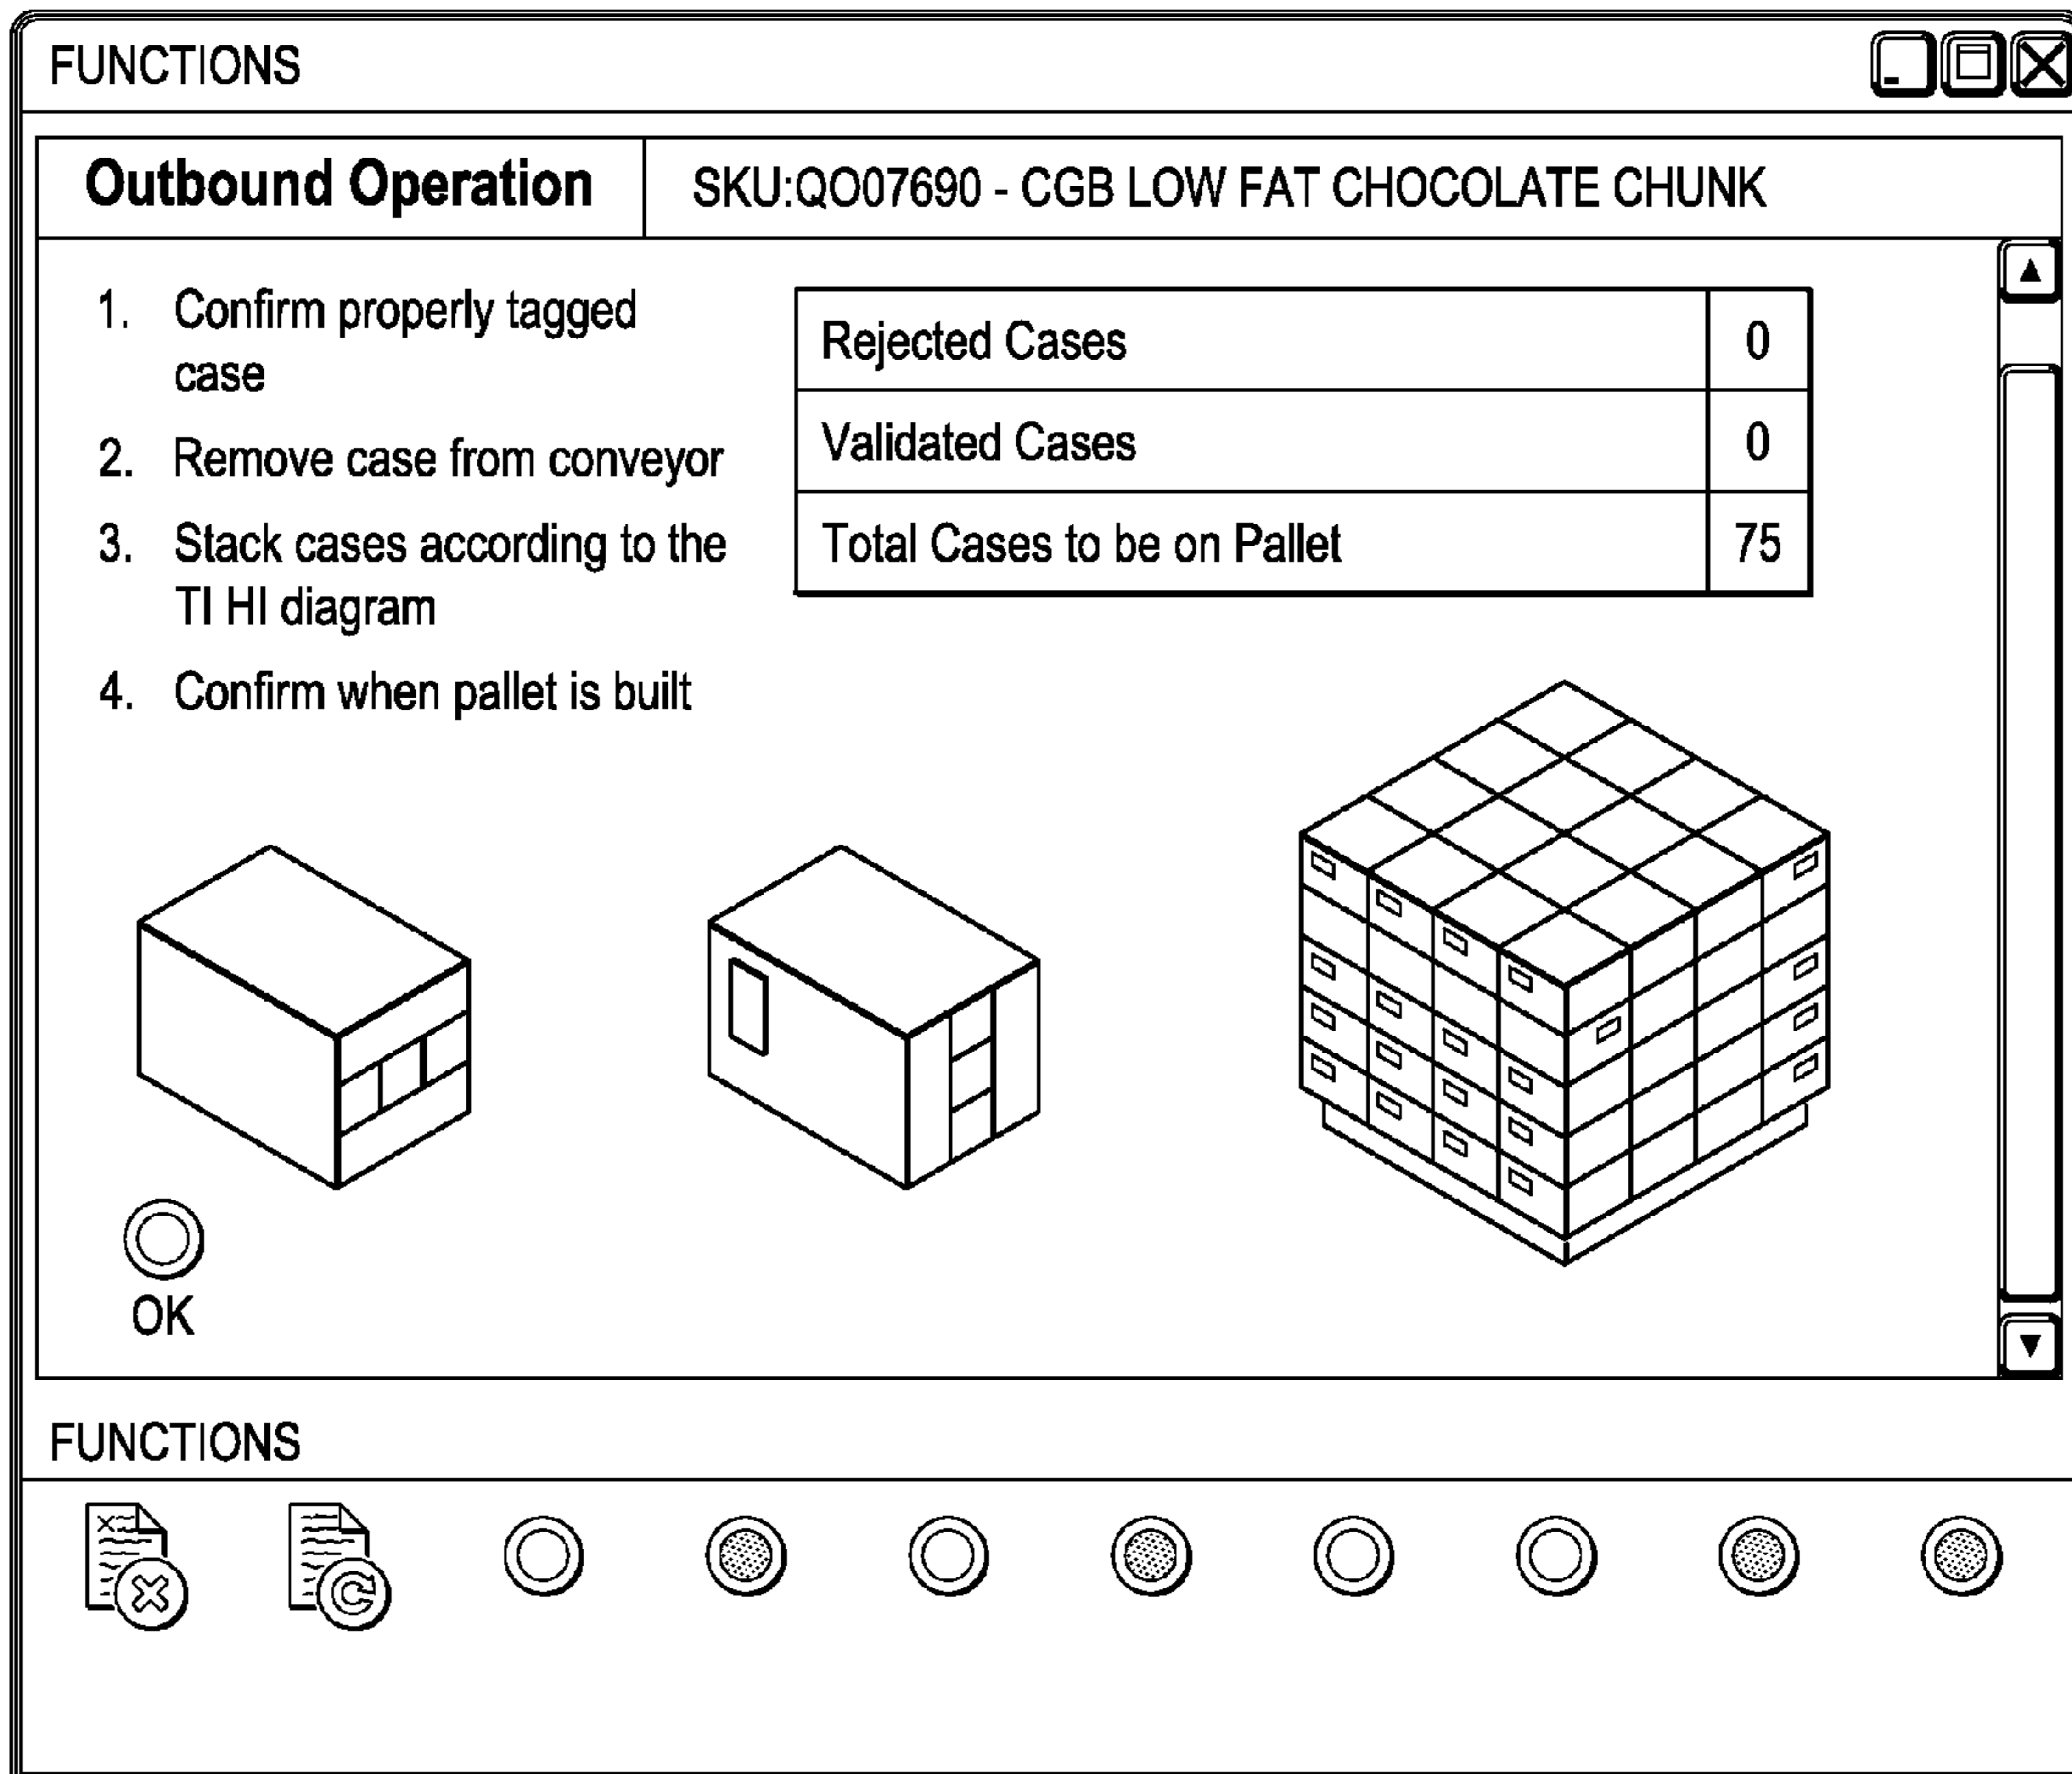 FUNCTIONS
Outbound Operation
SKU:QO07690 - CGB LOW FAT CHOCOLATE CHUNK
1. Confirm properly tagged
case
2. Remove case from conveyor
3. Stack cases according to the
TI HI diagram
4. Confirm when pallet is built
Rejected Cases 0
Validated Cases 0
Total Cases to be on Pallet 75
OK
FUNCTIONS